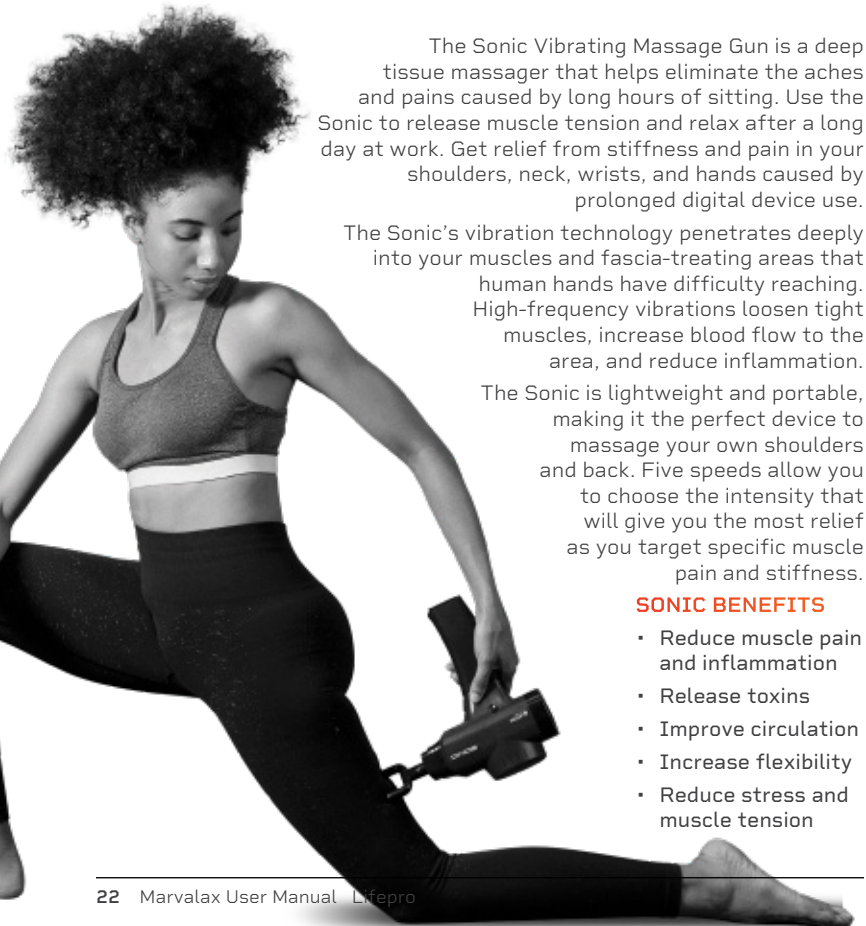 The Sonic Vibrating Massage Gun is a deep
tissue massager that helps eliminate the aches
and pains caused by long hours of sitting. Use the
Sonic to release muscle tension and relax after a long
day at work. Get relief from stiffness and pain in your
shoulders, neck, wrists, and hands caused by
prolonged digital device use.
The Sonic's vibration technology penetrates deeply
into your muscles and fascia-treating areas that
human hands have difficulty reaching.
High-frequency vibrations loosen tight
muscles, increase blood flow to the
area, and reduce inflammation.
The Sonic is lightweight and portable,
making it the perfect device to
massage your own shoulders
and back. Five speeds allow you
to choose the intensity that
will give you the most relief
as you target specific muscle
pain and stiffness.
SONIC BENEFITS
• Reduce muscle pain
and inflammation
• Release toxins
• Improve circulation
• Increase flexibility
• Reduce stress and
muscle tension
SONIC
22 Marvalax User Manual Lifepro